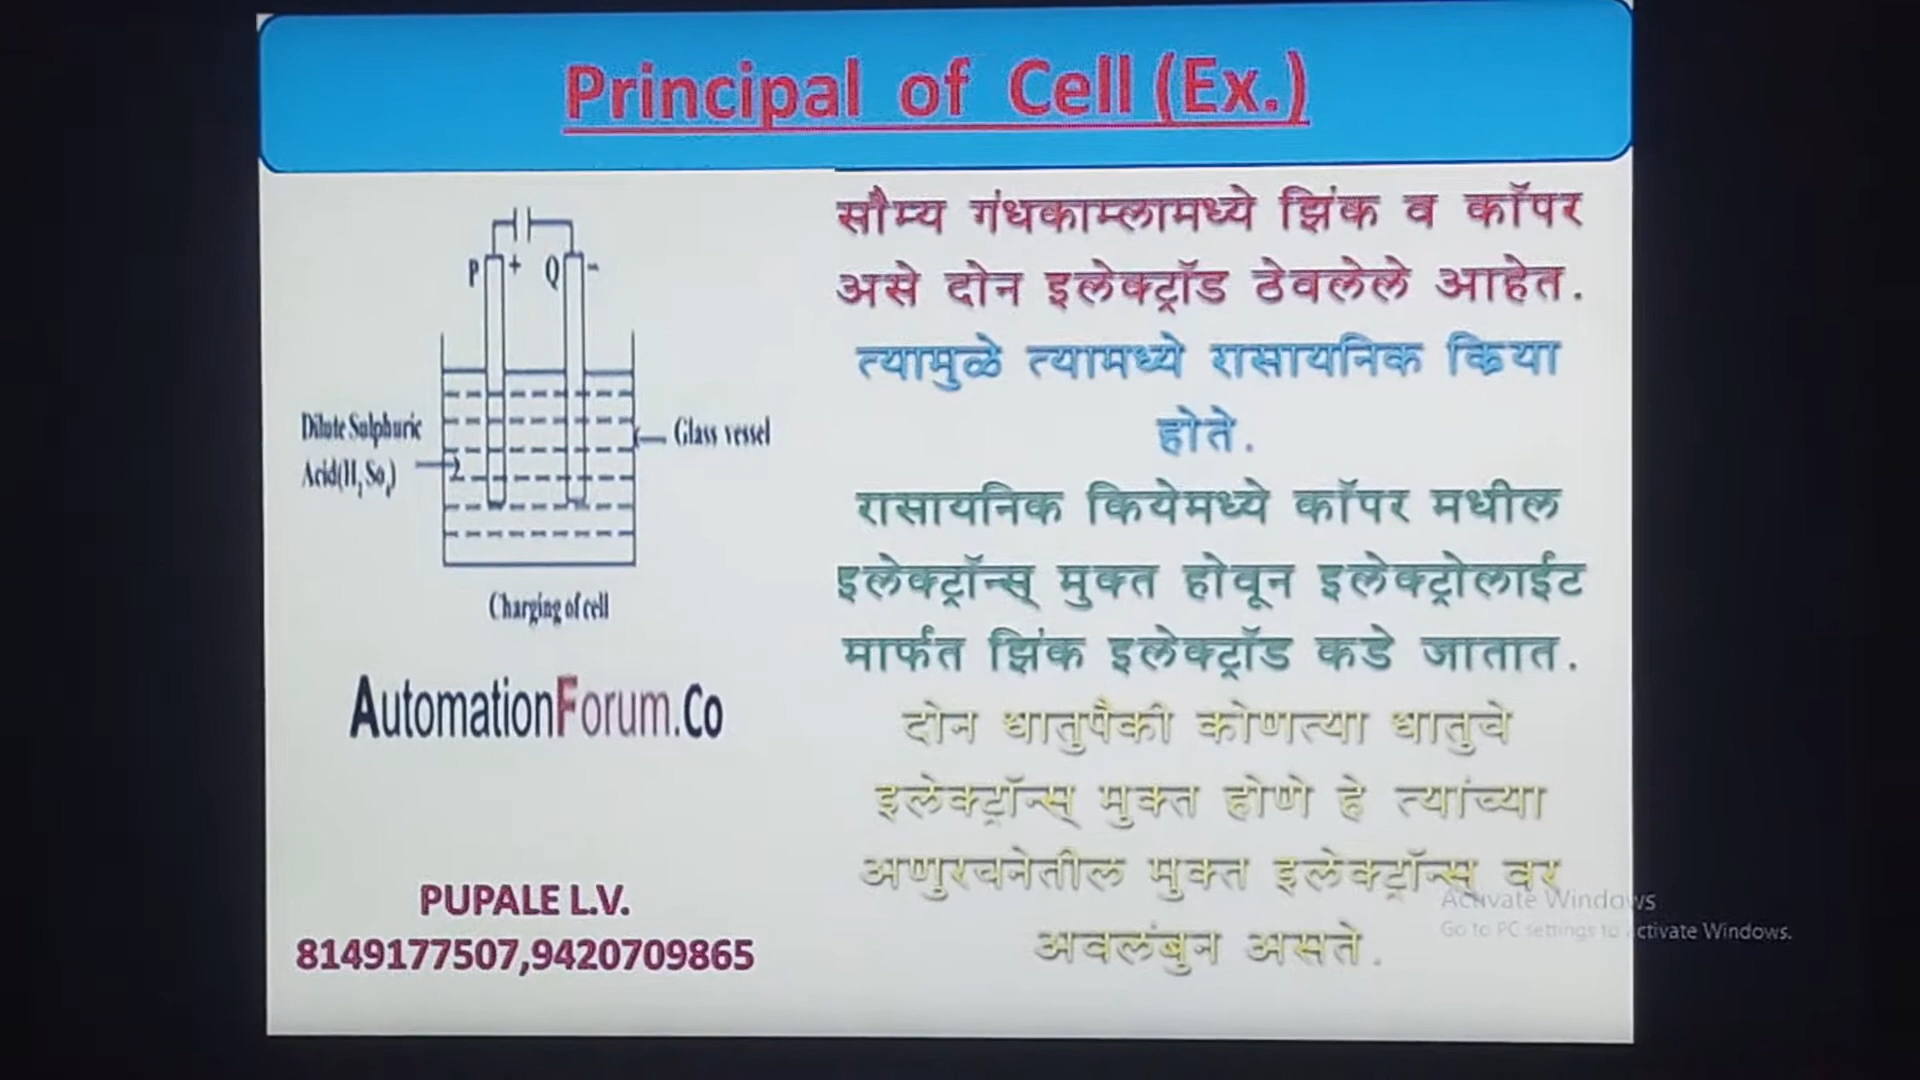 Principal of Cell (Ex.)
P + Q -
Dilute Sulphuric
Acid(H2So4)
Glass vessel
Charging of cell
AutomationForum.Co
PUPALE L.V.
8149177507,9420709865
सौम्य गंधकाम्लामध्ये झिंक व कॉपर
असे दोन इलेक्ट्रॉड ठेवलेले आहेत.
त्यामुळे त्यामध्ये रासायनिक क्रिया
होते.
रासायनिक कियेमध्ये कॉपर मधील
इलेक्ट्रॉन्स् मुक्त होवून इलेक्ट्रोलाईट
मार्फत झिंक इलेक्ट्रॉड कडे जातात.
दोन धातुपैकी कोणत्या धातुचे
इलेक्ट्रॉन्स् मुक्त होणे हे त्यांच्या
अणुरचनेतील मुक्त इलेक्ट्रॉन्स् वर
अवलंबुन असते.
Activate Windows
Go to PC settings to activate Windows.